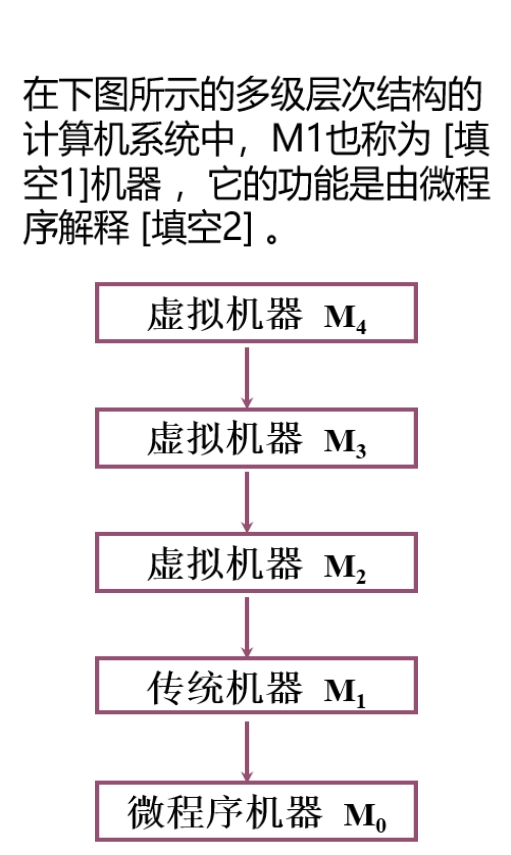 在下图所示的多级层次结构的
计算机系统中，M1也称为 [填
空1]机器 ，它的功能是由微程
序解释 [填空2] 。
虚拟机器 M₄
虚拟机器 M₃
虚拟机器 M₂
传统机器 M₁
微程序机器 M₀